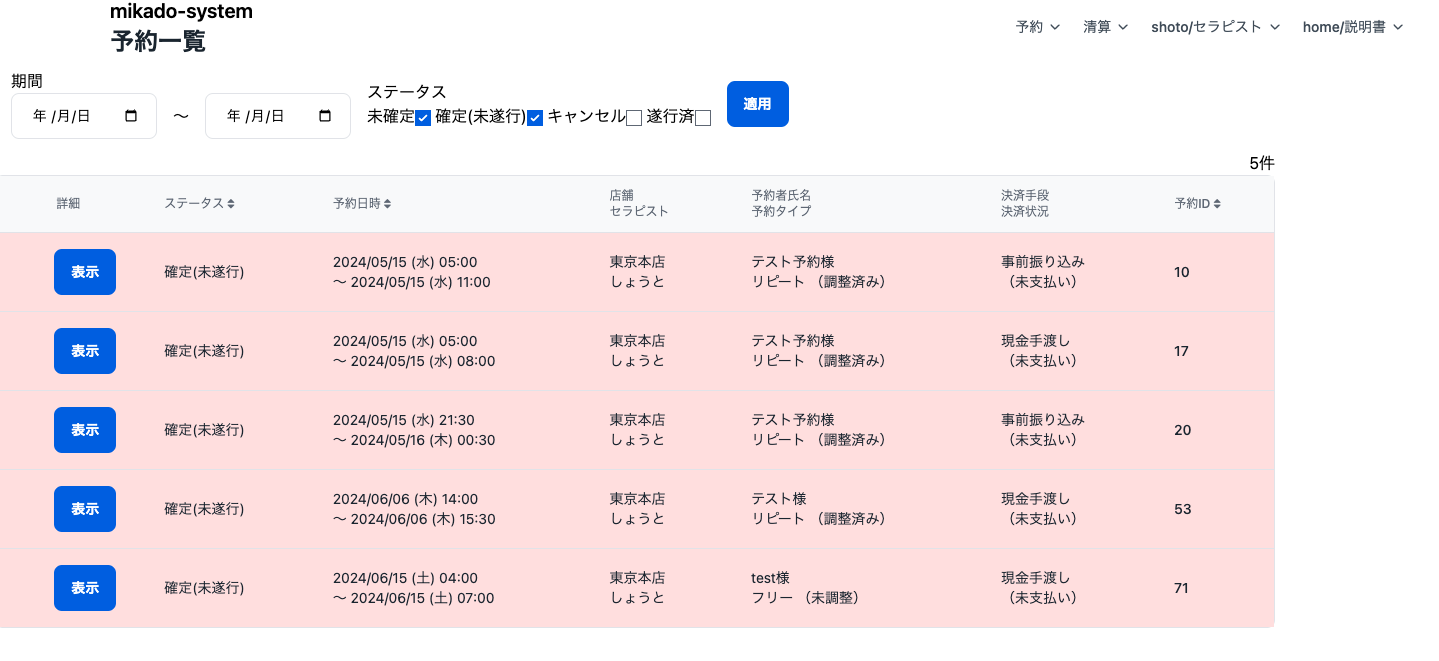 mikado-system
予約一覧
予約 清算 shoto/セラピスト home/説明書
期間
年 /月/日 ～ 年 /月/日
ステータス
未確定 確定(未遂行) キャンセル 遂行済
適用
5件
詳細 ステータス 予約日時 店舗 予約者氏名 決済手段 予約ID
セラピスト 予約タイプ 決済状況
表示 確定(未遂行) 2024/05/15 (水) 05:00 東京本店 テスト予約様 事前振り込み 10
～ 2024/05/15 (水) 11:00 しょうと リピート （調整済み） （未支払い）
表示 確定(未遂行) 2024/05/15 (水) 05:00 東京本店 テスト予約様 現金手渡し 17
～ 2024/05/15 (水) 08:00 しょうと リピート （調整済み） （未支払い）
表示 確定(未遂行) 2024/05/15 (水) 21:30 東京本店 テスト予約様 事前振り込み 20
～ 2024/05/16 (木) 00:30 しょうと リピート （調整済み） （未支払い）
表示 確定(未遂行) 2024/06/06 (木) 14:00 東京本店 テスト様 現金手渡し 53
～ 2024/06/06 (木) 15:30 しょうと リピート （調整済み） （未支払い）
表示 確定(未遂行) 2024/06/15 (土) 04:00 東京本店 test様 現金手渡し 71
～ 2024/06/15 (土) 07:00 しょうと フリー （未調整） （未支払い）